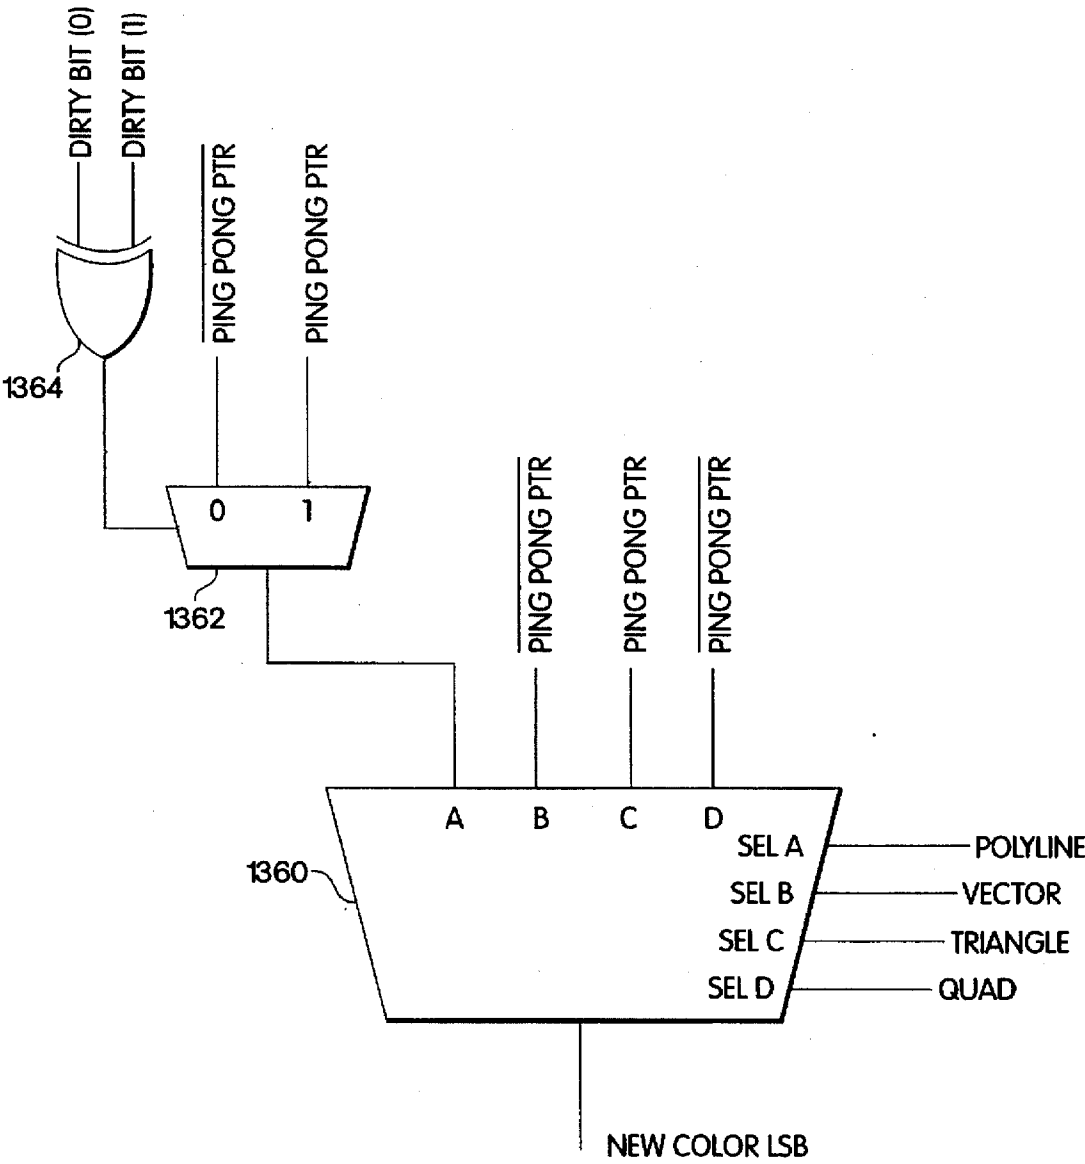 DIRTY BIT (0)
DIRTY BIT (1)
PING PONG PTR
PING PONG PTR
1364
0
1
1362
PING PONG PTR
PING PONG PTR
PING PONG PTR
A
B
C
D
SEL A
POLYLINE
1360
SEL B
VECTOR
SEL C
TRIANGLE
SEL D
QUAD
NEW COLOR LSB